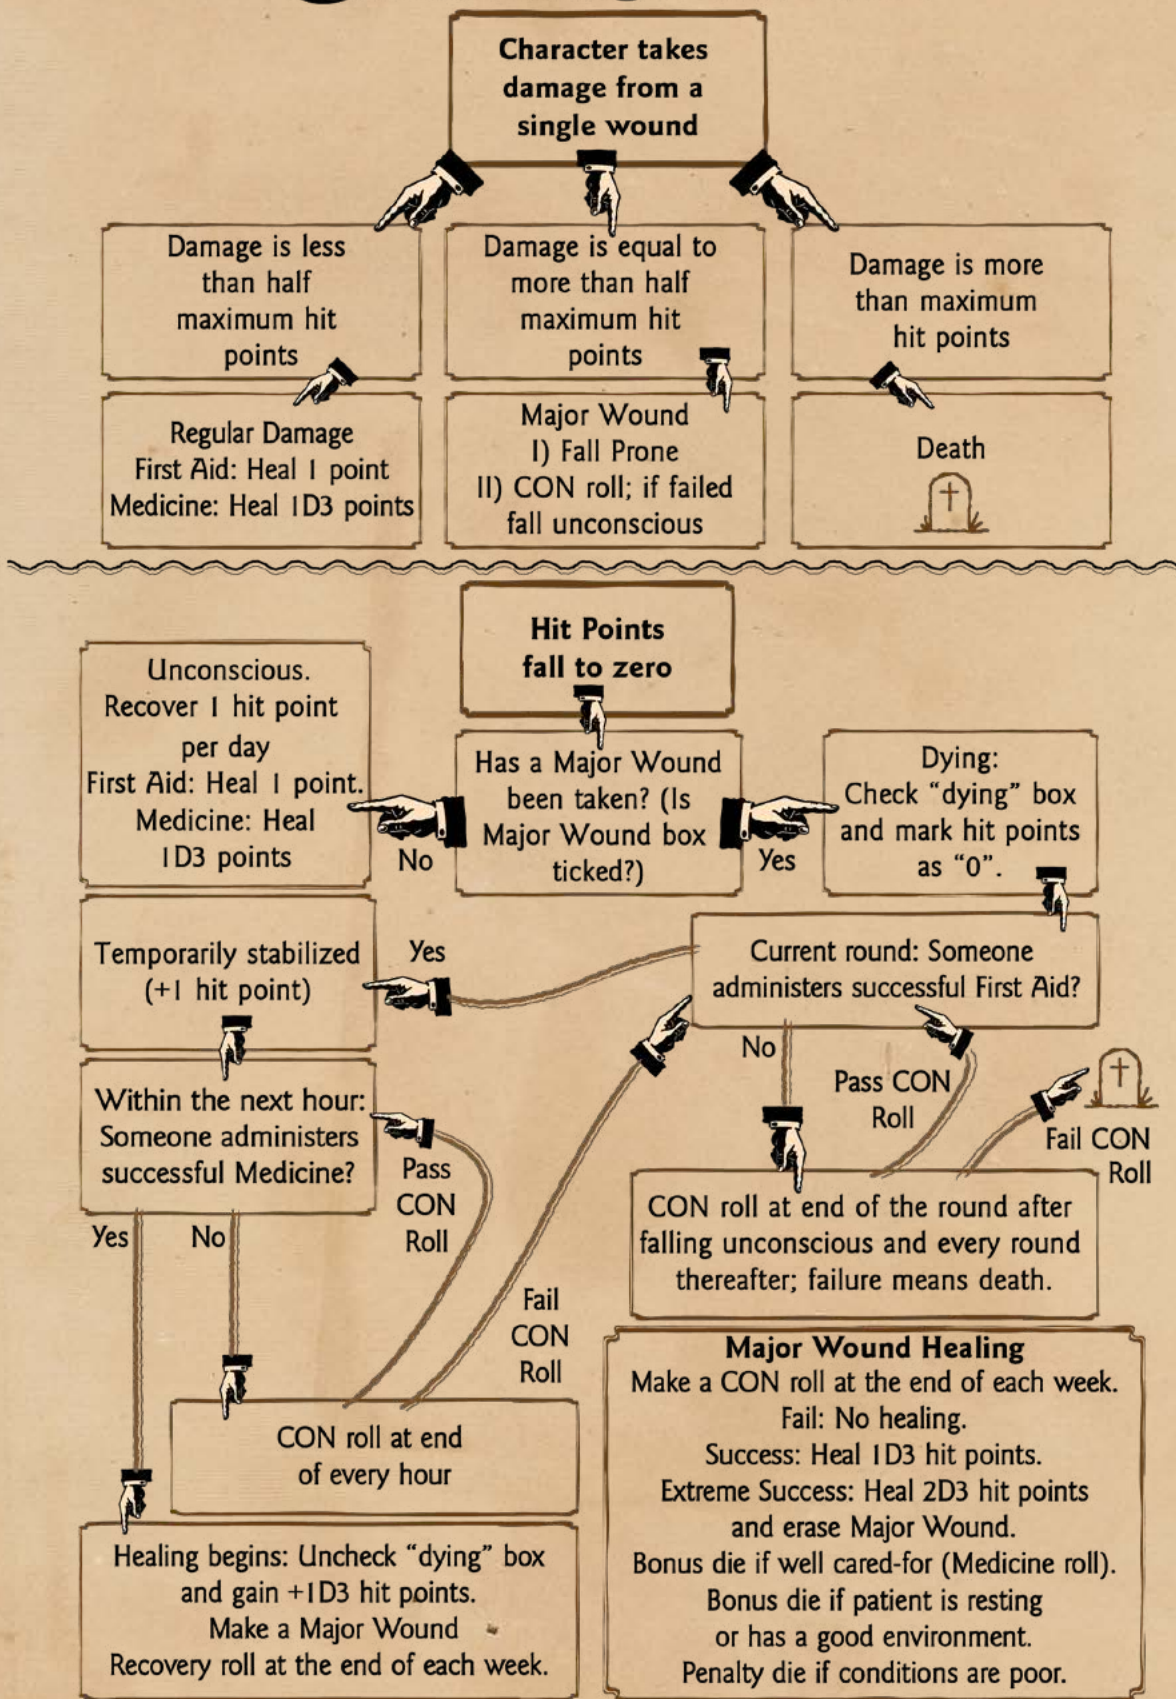 Character takes
damage from a
single wound
Damage is less
than half
maximum hit
points
Damage is equal to
more than half
maximum hit
points
Damage is more
than maximum
hit points
Regular Damage
First Aid: Heal 1 point
Medicine: Heal 1D3 points
Major Wound
I) Fall Prone
II) CON roll; if failed
fall unconscious
Death
Hit Points
fall to zero
Unconscious.
Recover 1 hit point
per day
First Aid: Heal 1 point.
Medicine: Heal
1D3 points
No
Has a Major Wound
been taken? (Is
Major Wound box
ticked?)
Yes
Dying:
Check “dying” box
and mark hit points
as “0”.
Current round: Someone
administers successful First Aid?
Yes
Temporarily stabilized
(+1 hit point)
No
Pass CON
Roll
Fail CON
Roll
Within the next hour:
Someone administers
successful Medicine?
Pass
CON
Roll
CON roll at end of the round after
falling unconscious and every round
thereafter; failure means death.
Yes
No
Fail
CON
Roll
CON roll at end
of every hour
Healing begins: Uncheck “dying” box
and gain +1D3 hit points.
Make a Major Wound
Recovery roll at the end of each week.
Major Wound Healing
Make a CON roll at the end of each week.
Fail: No healing.
Success: Heal 1D3 hit points.
Extreme Success: Heal 2D3 hit points
and erase Major Wound.
Bonus die if well cared-for (Medicine roll).
Bonus die if patient is resting
or has a good environment.
Penalty die if conditions are poor.